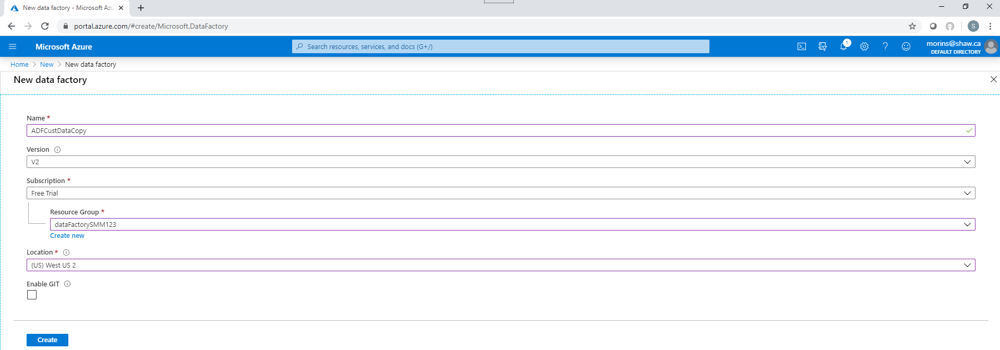 New data factory - Microsoft Azu
portal.azure.com/#create/Microsoft.DataFactory
S
Microsoft Azure
Search resources, services, and docs (G+/)
1
morins@shaw.ca
DEFAULT DIRECTORY
Home > New > New data factory
New data factory
Name *
ADFCustDataCopy
Version
V2
Subscription *
Free Trial
Resource Group *
dataFactorySMM123
Create new
Location *
(US) West US 2
Enable GIT
Create